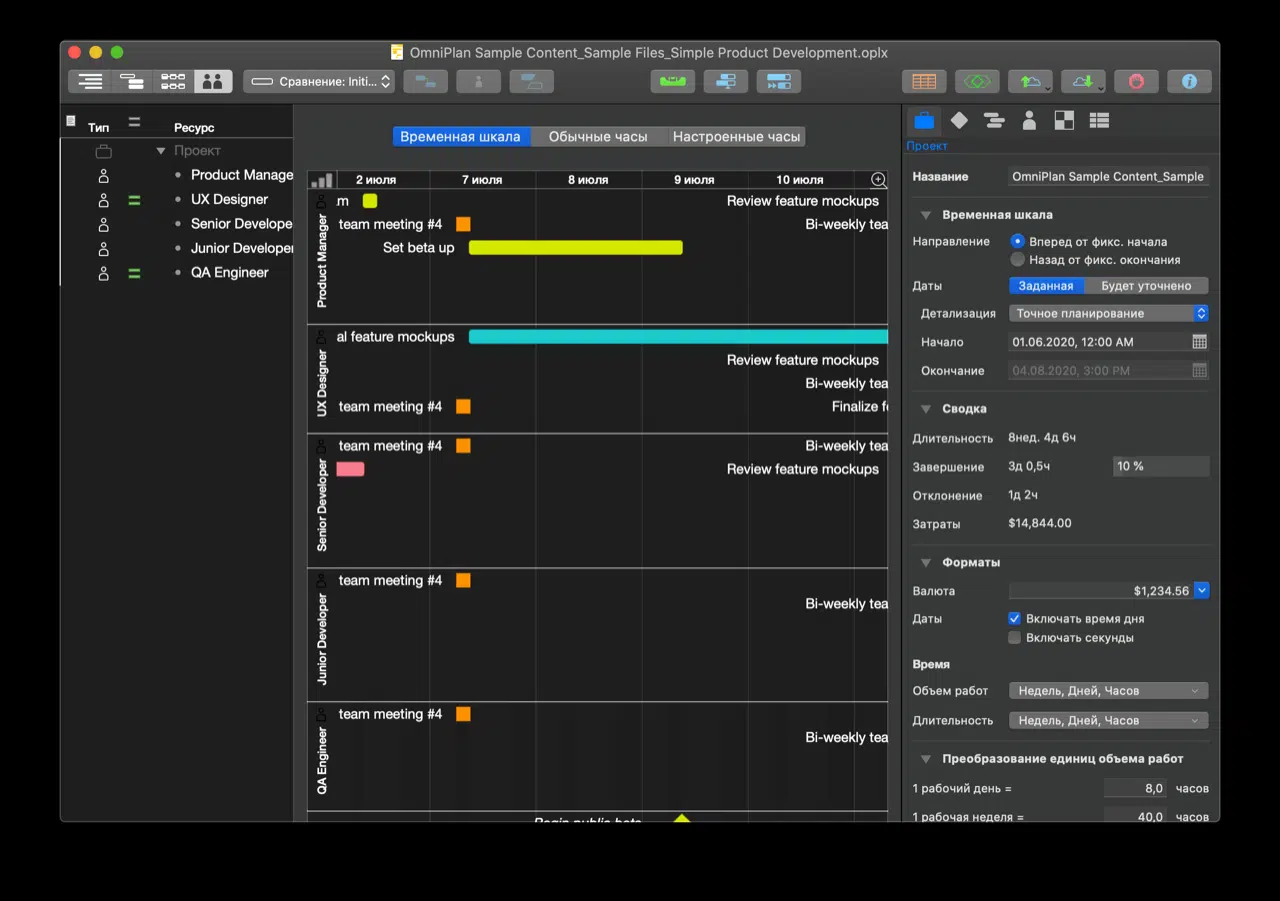 OmniPlan Sample Content_Sample Files_Simple Product Development.oplx
Сравнение: Initi...
Тип
Ресурс
Проект
Product Manage
UX Designer
Senior Develope
Junior Developer
QA Engineer
Временная шкала
Обычные часы
Настроенные часы
2 июля
7 июля
8 июля
9 июля
10 июля
Product Manager
m
Review feature mockups
team meeting #4
Bi-weekly tea
Set beta up
UX Designer
al feature mockups
Review feature mockups
Bi-weekly tea
team meeting #4
Finalize fe
Senior Developer
team meeting #4
Bi-weekly tea
Review feature mockups
Junior Developer
team meeting #4
Bi-weekly tea
QA Engineer
team meeting #4
Bi-weekly tea
Begin public beta
Проект
Название OmniPlan Sample Content_Sample
Временная шкала
Направление Вперед от фикс. начала
Назад от фикс. окончания
Даты Заданная Будет уточнено
Детализация Точное планирование
Начало 01.06.2020, 12:00 AM
Окончание 04.08.2020, 3:00 PM
Сводка
Длительность 8нед. 4д 6ч
Завершение 3д 0,5ч 10 %
Отклонение 1д 2ч
Затраты $14,844.00
Форматы
Валюта $1,234.56
Даты Включать время дня
Включать секунды
Время
Объем работ Недель, Дней, Часов
Длительность Недель, Дней, Часов
Преобразование единиц объема работ
1 рабочий день = 8,0 часов
1 рабочая неделя = 40,0 часов